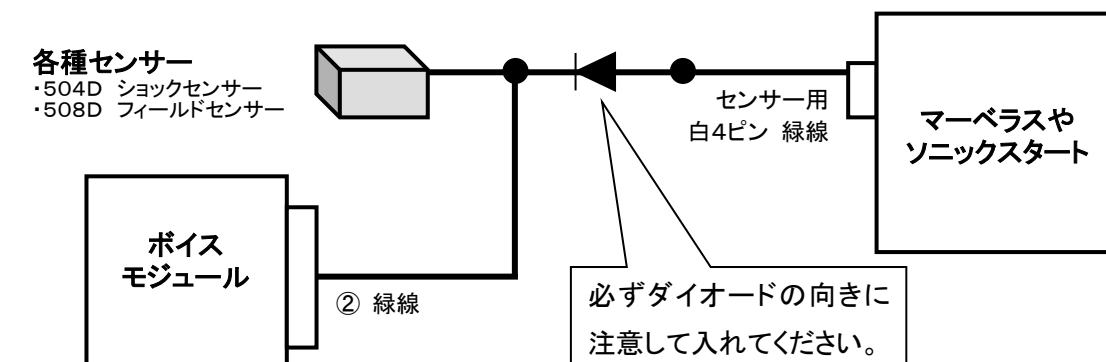 各種センサー
・504D ショックセンサー
・508D フィールドセンサー
センサー用
白4ピン 緑線
マーベラスや
ソニックスタート
ボイス
モジュール
② 緑線
必ずダイオードの向きに
注意して入れてください。